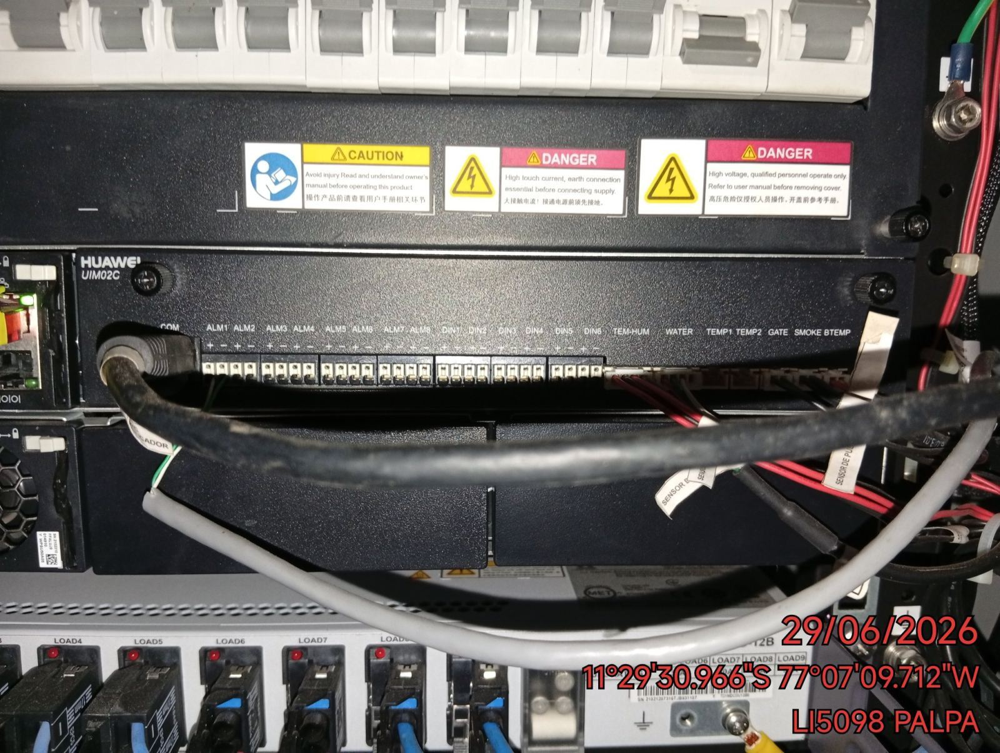 CAUTION
Avoid injury Read and understand owner's
manual before operating this product
操作产品前请查看用户手册相关环节
DANGER
High touch current, earth connection
essential before connecting supply.
大接触电流！接通电源前须先接地。
DANGER
High voltage, qualified personnel operate only.
Refer to user manual before removing cover.
高压危险仅授权人员操作、开盖前参考手册。
HUAWEI
UIM02C
COM
ALM1 ALM2 ALM3 ALM4 ALM5 ALM6 ALM7 ALM8 DIN1 DIN2 DIN3 DIN4 DIN5 DIN6 TEM-HUM WATER TEMP1 TEMP2 GATE SMOKE BTEMP
+ − + − + − + − + − + − + − + − + − + − + − + − + − + −
SENSOR
SENSOR DE
MET
LOAD4 LOAD5 LOAD6 LOAD7
12B
LOAD6 LOAD7 LOAD8 LOAD9
29/06/2026
11°29'30.966"S 77°07'09.712"W
LI5098 PALPA